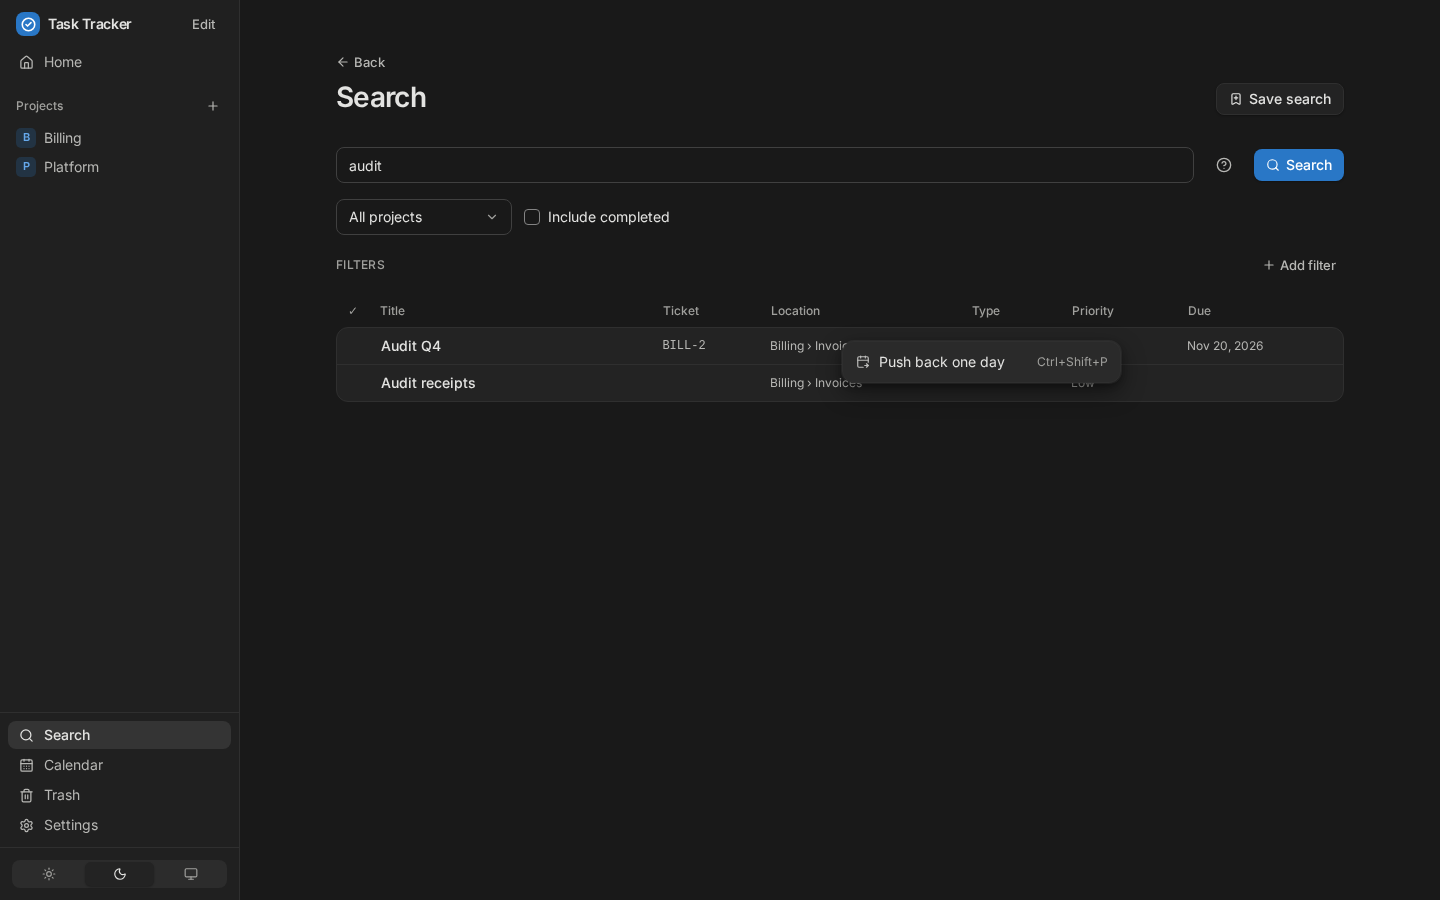 Task Tracker
Edit
Home
Projects
B Billing
P Platform
Search
Calendar
Trash
Settings
Back
Search
Save search
audit
Search
All projects
Include completed
FILTERS
Add filter
✓ Title Ticket Location Type Priority Due
Audit Q4 BILL-2 Billing › Nov 20, 2026
Push back one day Ctrl+Shift+P
Audit receipts Billing › Invoices Low